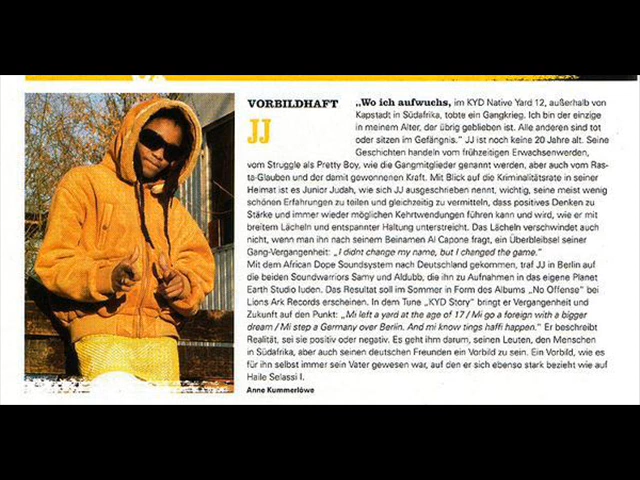 VORBILDHAFT
JJ
„Wo ich aufwuchs, im KYD Native Yard 12, außerhalb von
Kapstadt in Südafrika, tobte ein Gangkrieg. Ich bin der einzige
in meinem Alter, der übrig geblieben ist. Alle anderen sind tot
oder sitzen im Gefängnis.“ JJ ist noch keine 20 Jahre alt. Seine
Geschichten handeln vom frühzeitigen Erwachsenwerden,
vom Struggle als Pretty Boy, wie die Gangmitglieder genannt werden, aber auch vom Ras-
ta-Glauben und der damit gewonnenen Kraft. Mit Blick auf die Kriminalitätsrate in seiner
Heimat ist es Junior Judah, wie sich JJ ausgeschrieben nennt, wichtig, seine meist wenig
schönen Erfahrungen zu teilen und gleichzeitig zu vermitteln, dass positives Denken zu
Stärke und immer wieder möglichen Kehrtwendungen führen kann und wird, wie er mit
breitem Lächeln und entspannter Haltung unterstreicht. Das Lächeln verschwindet auch
nicht, wenn man ihn nach seinem Beinamen Al Capone fragt, ein Überbleibsel seiner
Gang-Vergangenheit: „I didnt change my name, but I changed the game.“
Mit dem African Dope Soundsystem nach Deutschland gekommen, traf JJ in Berlin auf
die beiden Soundwarriors Samy und Aldubb, die ihn zu Aufnahmen in das eigene Planet
Earth Studio luden. Das Resultat soll im Sommer in Form des Albums „No Offense“ bei
Lions Ark Records erscheinen. In dem Tune „KYD Story“ bringt er Vergangenheit und
Zukunft auf den Punkt: „Mi left a yard at the age of 17 / Mi go a foreign with a bigger
dream / Mi step a Germany over Berlin. And mi know tings haffi happen.“ Er beschreibt
Realität, sei sie positiv oder negativ. Es geht ihm darum, seinen Leuten, den Menschen
in Südafrika, aber auch seinen deutschen Freunden ein Vorbild zu sein. Ein Vorbild, wie es
für ihn selbst immer sein Vater gewesen war, auf den er sich ebenso stark bezieht wie auf
Haile Selassi I.
Anne Kummerlöwe